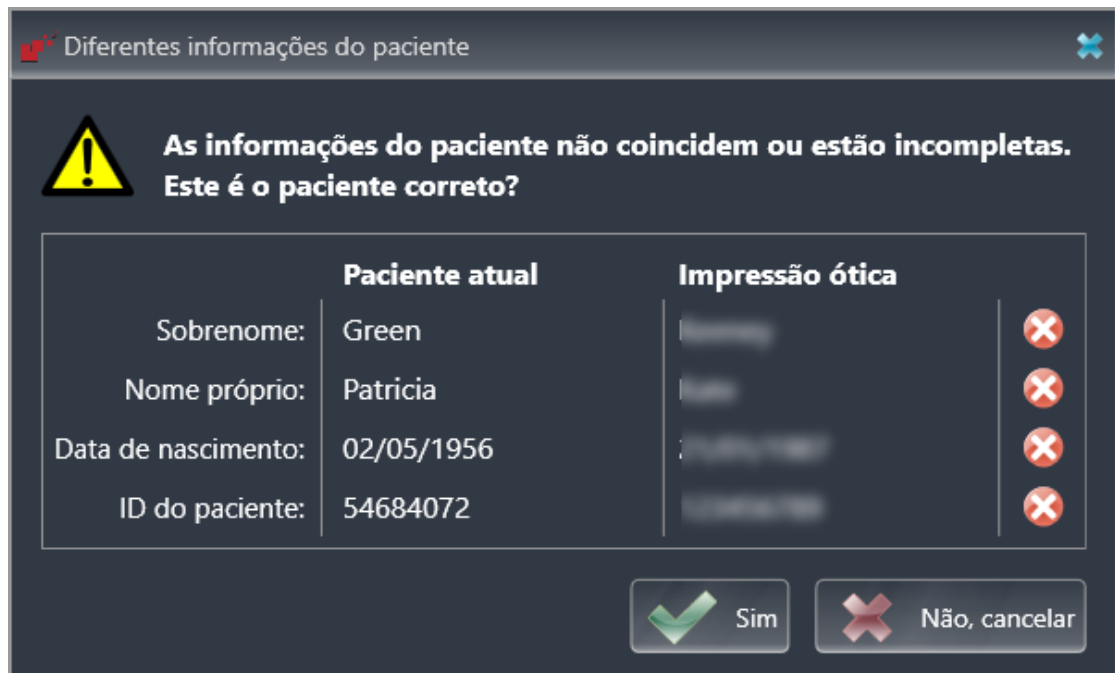 Diferentes informações do paciente
As informações do paciente não coincidem ou estão incompletas.
Este é o paciente correto?
Paciente atual Impressão ótica
Sobrenome: Green
Nome próprio: Patricia
Data de nascimento: 02/05/1956
ID do paciente: 54684072
Sim Não, cancelar